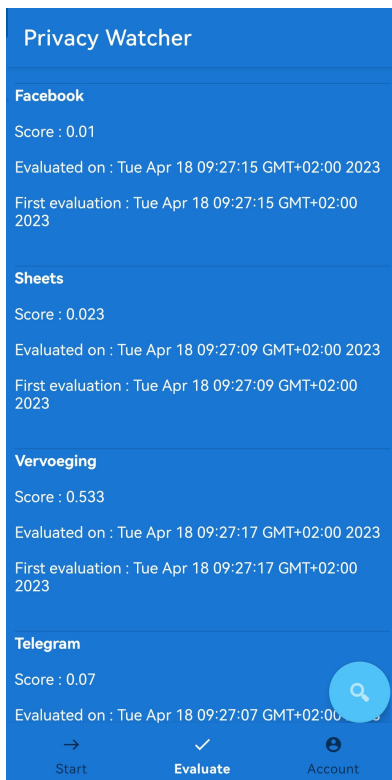 Privacy Watcher
Facebook
Score : 0.01
Evaluated on : Tue Apr 18 09:27:15 GMT+02:00 2023
First evaluation : Tue Apr 18 09:27:15 GMT+02:00
2023
Sheets
Score : 0.023
Evaluated on : Tue Apr 18 09:27:09 GMT+02:00 2023
First evaluation : Tue Apr 18 09:27:09 GMT+02:00
2023
Vervoeging
Score : 0.533
Evaluated on : Tue Apr 18 09:27:17 GMT+02:00 2023
First evaluation : Tue Apr 18 09:27:17 GMT+02:00
2023
Telegram
Score : 0.07
Evaluated on : Tue Apr 18 09:27:07 GMT+02:00
Start
Evaluate
Account